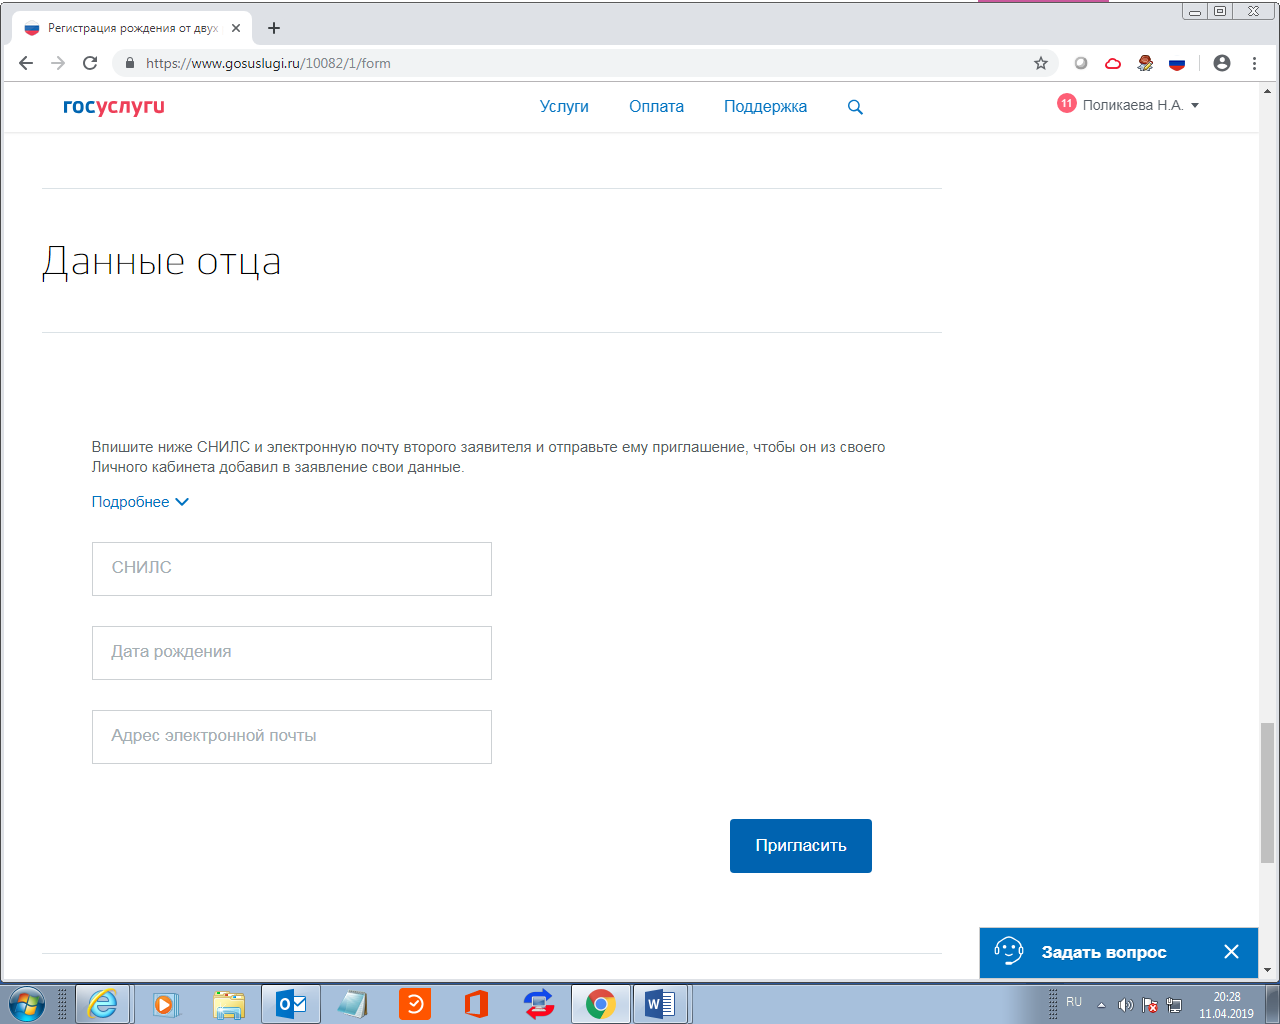 Регистрация рождения от двух
https://www.gosuslugi.ru/10082/1/form
госуслуги
Услуги
Оплата
Поддержка
11
Поликаева Н.А.
Данные отца
Впишите ниже СНИЛС и электронную почту второго заявителя и отправьте ему приглашение, чтобы он из своего
Личного кабинета добавил в заявление свои данные.
Подробнее
СНИЛС
Дата рождения
Адрес электронной почты
Пригласить
Задать вопрос
RU
20:28
11.04.2019